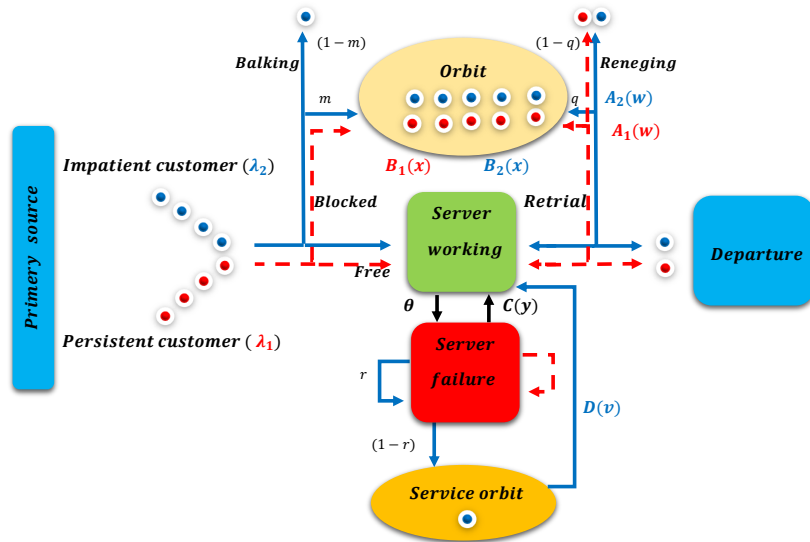 (1−m)
(1−q)
Balking
Orbit
Reneging
m
q
A₂(w)
A₁(w)
Impatient customer (λ₂)
B₁(x)
B₂(x)
Blocked
Server
working
Retrial
Free
Primery source
Departure
Persistent customer ( λ₁)
θ
C(y)
Server
failure
r
D(v)
(1−r)
Service orbit